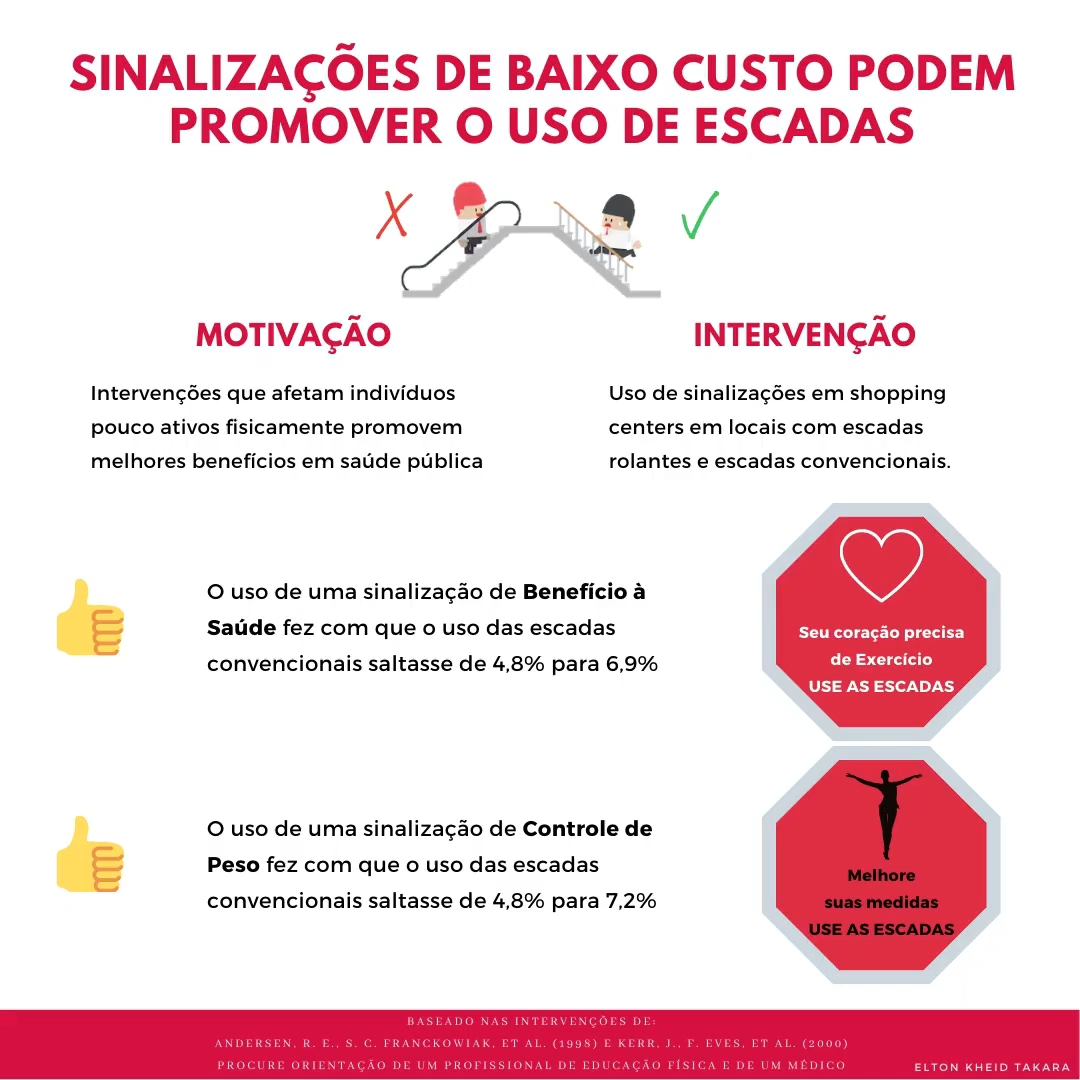 SINALIZAÇÕES DE BAIXO CUSTO PODEM
PROMOVER O USO DE ESCADAS
MOTIVAÇÃO
Intervenções que afetam indivíduos
pouco ativos fisicamente promovem
melhores benefícios em saúde pública
INTERVENÇÃO
Uso de sinalizações em shopping
centers em locais com escadas
rolantes e escadas convencionais.
O uso de uma sinalização de Benefício à
Saúde fez com que o uso das escadas
convencionais saltasse de 4,8% para 6,9%
Seu coração precisa
de Exercício
USE AS ESCADAS
O uso de uma sinalização de Controle de
Peso fez com que o uso das escadas
convencionais saltasse de 4,8% para 7,2%
Melhore
suas medidas
USE AS ESCADAS
BASEADO NAS INTERVENÇÕES DE:
ANDERSEN, R. E., S. C. FRANCKOWIAK, ET AL. (1998) E KERR, J., F. EVES, ET AL. (2000)
PROCURE ORIENTAÇÃO DE UM PROFISSIONAL DE EDUCAÇÃO FÍSICA E DE UM MÉDICO
ELTON KHEID TAKARA